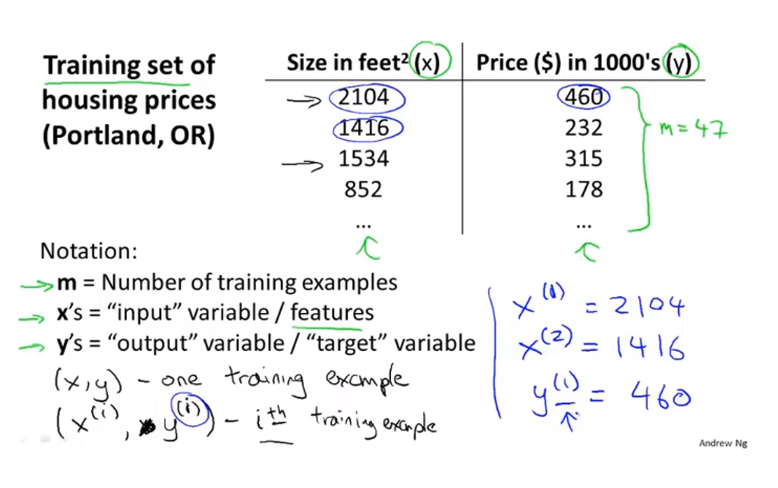 Training set of housing prices (Portland, OR)
Size in feet² (x)
Price ($) in 1000's (y)
2104 460
1416 232
1534 315
852 178
... ...
m = 47
Notation:
m = Number of training examples
x's = “input” variable / features
y's = “output” variable / “target” variable
(x, y) - one training example
(x⁽ⁱ⁾, y⁽ⁱ⁾) - iᵗʰ training example
x⁽¹⁾ = 2104
x⁽²⁾ = 1416
y⁽¹⁾ = 460
Andrew Ng